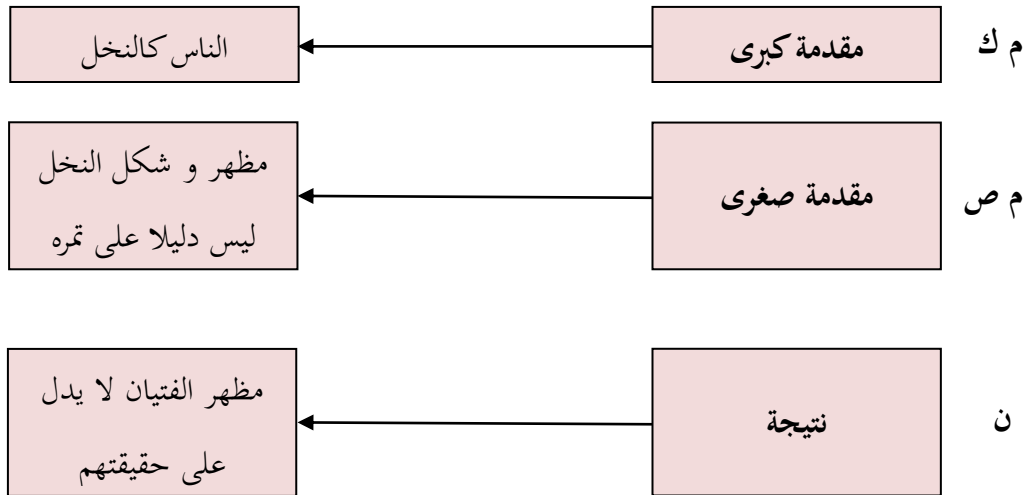 م ك
مقدمة كبرى
الناس كالنخل
م ص
مقدمة صغرى
مظهر و شكل النخل
ليس دليلا على تمره
ن
نتيجة
مظهر الفتيان لا يدل
على حقيقتهم